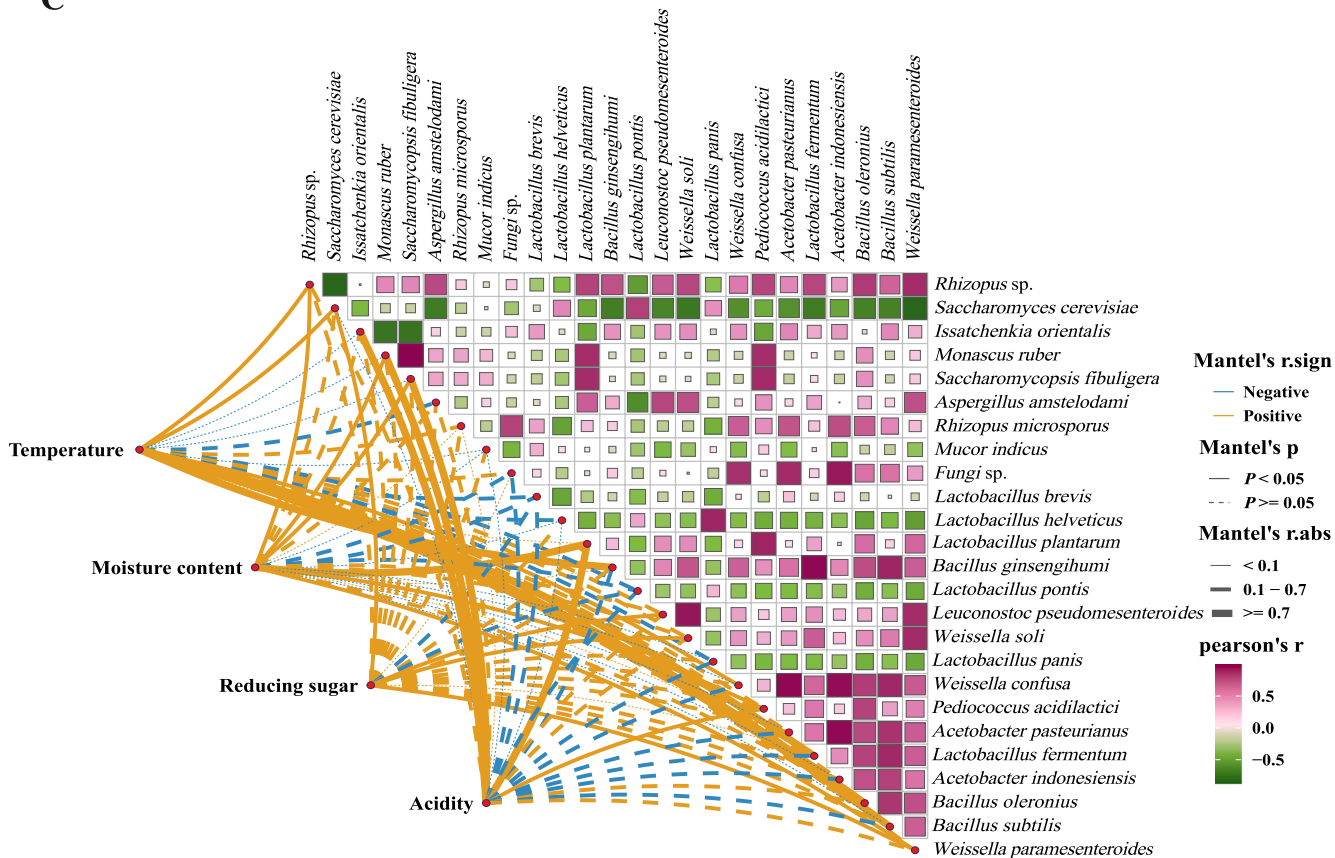 C
Rhizopus sp.
Saccharomyces cerevisiae
Issatchenkia orientalis
Monascus ruber
Saccharomycopsis fibuligera
Aspergillus amstelodami
Rhizopus microsporus
Mucor indicus
Fungi sp.
Lactobacillus brevis
Lactobacillus helveticus
Lactobacillus plantarum
Bacillus ginsengihumi
Lactobacillus pontis
Leuconostoc pseudomesenteroides
Weissella soli
Lactobacillus panis
Weissella confusa
Pediococcus acidilactici
Acetobacter pasteurianus
Lactobacillus fermentum
Acetobacter indonesiensis
Bacillus oleronius
Bacillus subtilis
Weissella paramesenteroides
Rhizopus sp.
Saccharomyces cerevisiae
Issatchenkia orientalis
Monascus ruber
Saccharomycopsis fibuligera
Aspergillus amstelodami
Rhizopus microsporus
Mucor indicus
Fungi sp.
Lactobacillus brevis
Lactobacillus helveticus
Lactobacillus plantarum
Bacillus ginsengihumi
Lactobacillus pontis
Leuconostoc pseudomesenteroides
Weissella soli
Lactobacillus panis
Weissella confusa
Pediococcus acidilactici
Acetobacter pasteurianus
Lactobacillus fermentum
Acetobacter indonesiensis
Bacillus oleronius
Bacillus subtilis
Weissella paramesenteroides
Temperature
Moisture content
Reducing sugar
Acidity
Mantel's r.sign
Negative
Positive
Mantel's p
P < 0.05
P >= 0.05
Mantel's r.abs
< 0.1
0.1 − 0.7
>= 0.7
pearson's r
0.5
0.0
−0.5